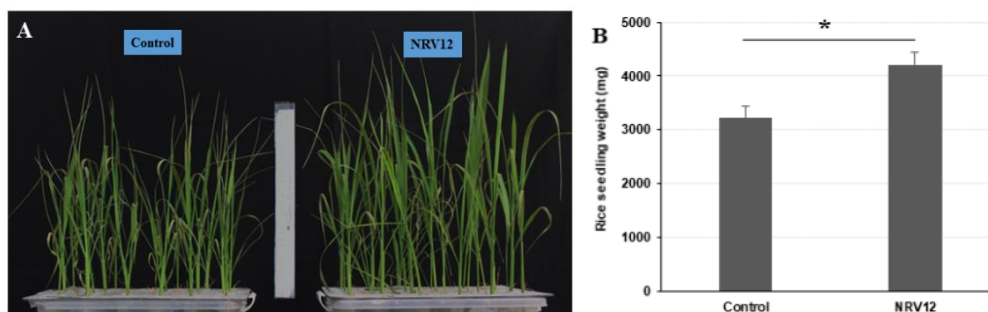 A
Control
NRV12
B
*
Rice seedling weight (mg)
5000
4000
3000
2000
1000
0
Control
NRV12